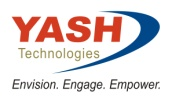 YASH
Technologies
Envision. Engage. Empower.